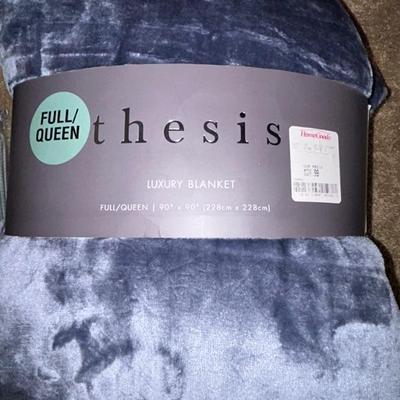 FULL/
QUEEN
thesis
HomeGoods
LUXURY BLANKET
FULL/QUEEN | 90" x 90" (228cm x 228cm)